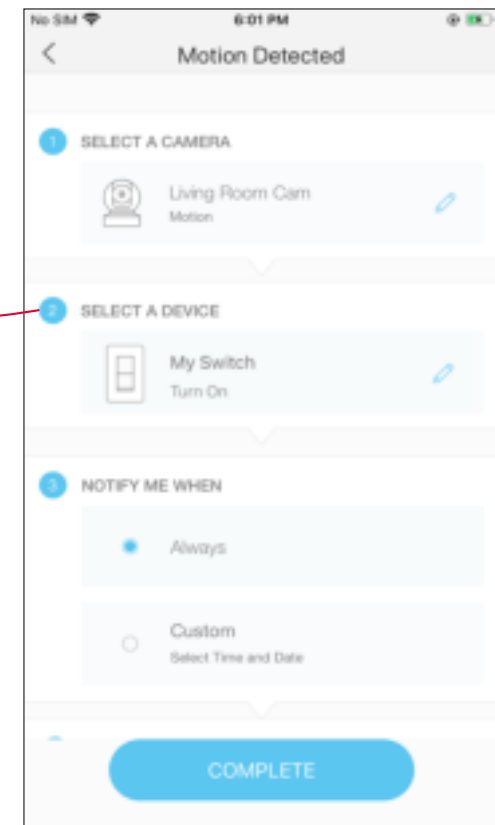 No SIM 6:01 PM
Motion Detected
1 SELECT A CAMERA
Living Room Cam
Motion
2 SELECT A DEVICE
My Switch
Turn On
3 NOTIFY ME WHEN
Always
Custom
Select Time and Date
COMPLETE